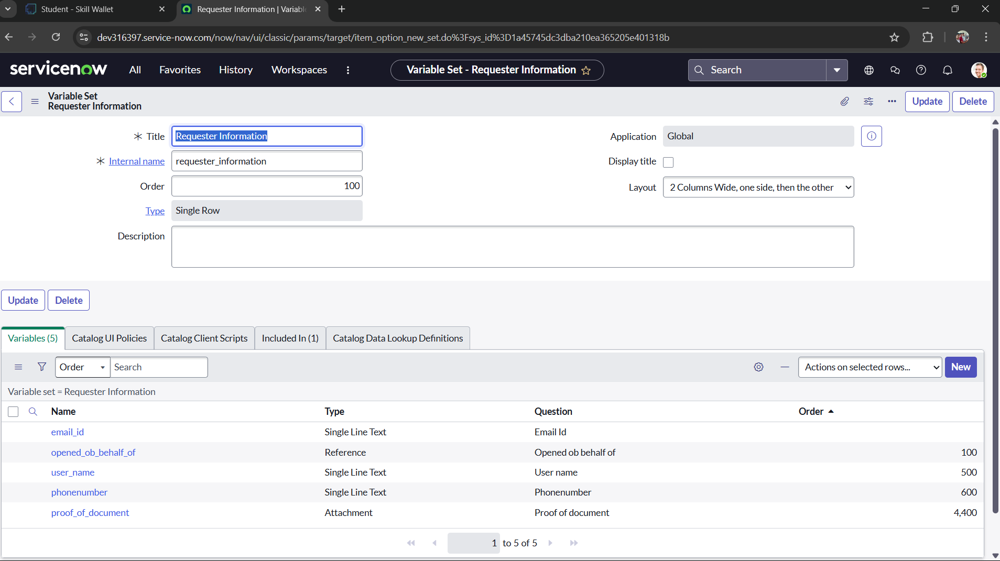 Student - Skill Wallet
Requester Information | Variable
dev316397.service-now.com/now/nav/ui/classic/params/target/item_option_new_set.do%3Fsys_id%3D1a45745dc3dba210ea365205e401318b
servicenow All Favorites History Workspaces Variable Set - Requester Information Search
Variable Set
Requester Information
Update Delete
* Title Requester Information Application Global
* Internal name requester_information Display title
Order 100 Layout 2 Columns Wide, one side, then the other
Type Single Row
Description
Update Delete
Variables (5) Catalog UI Policies Catalog Client Scripts Included In (1) Catalog Data Lookup Definitions
Order Search Actions on selected rows... New
Variable set = Requester Information
Name Type Question Order
email_id Single Line Text Email Id
opened_ob_behalf_of Reference Opened ob behalf of 100
user_name Single Line Text User name 500
phonenumber Single Line Text Phonenumber 600
proof_of_document Attachment Proof of document 4,400
1 to 5 of 5